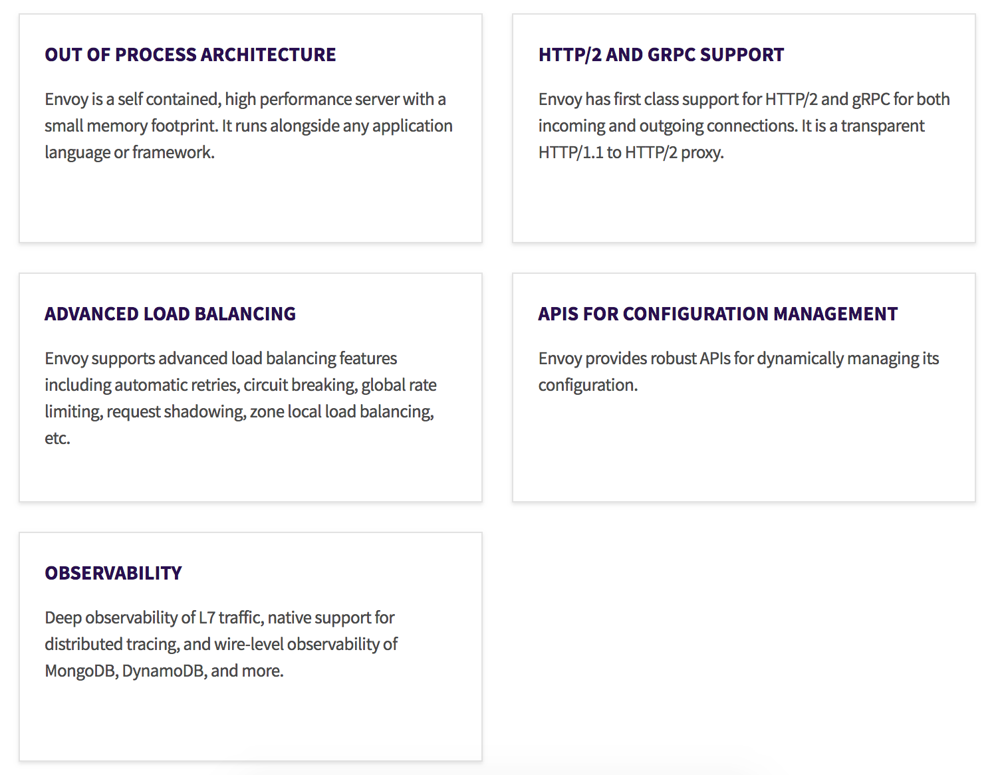 OUT OF PROCESS ARCHITECTURE
Envoy is a self contained, high performance server with a
small memory footprint. It runs alongside any application
language or framework.
HTTP/2 AND GRPC SUPPORT
Envoy has first class support for HTTP/2 and gRPC for both
incoming and outgoing connections. It is a transparent
HTTP/1.1 to HTTP/2 proxy.
ADVANCED LOAD BALANCING
Envoy supports advanced load balancing features
including automatic retries, circuit breaking, global rate
limiting, request shadowing, zone local load balancing,
etc.
APIS FOR CONFIGURATION MANAGEMENT
Envoy provides robust APIs for dynamically managing its
configuration.
OBSERVABILITY
Deep observability of L7 traffic, native support for
distributed tracing, and wire-level observability of
MongoDB, DynamoDB, and more.